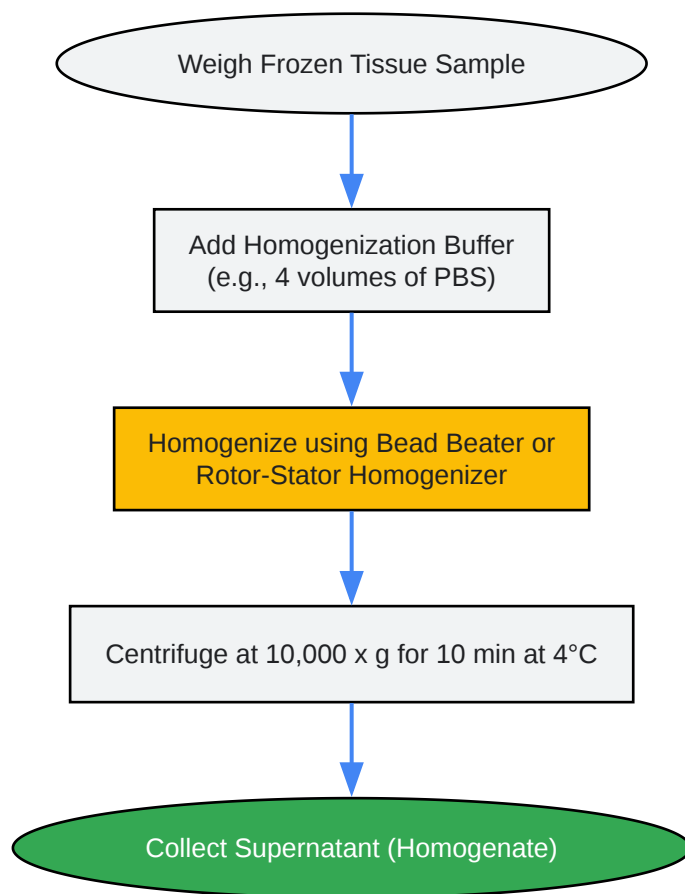 Weigh Frozen Tissue Sample
Add Homogenization Buffer
(e.g., 4 volumes of PBS)
Homogenize using Bead Beater or
Rotor-Stator Homogenizer
Centrifuge at 10,000 x g for 10 min at 4°C
Collect Supernatant (Homogenate)